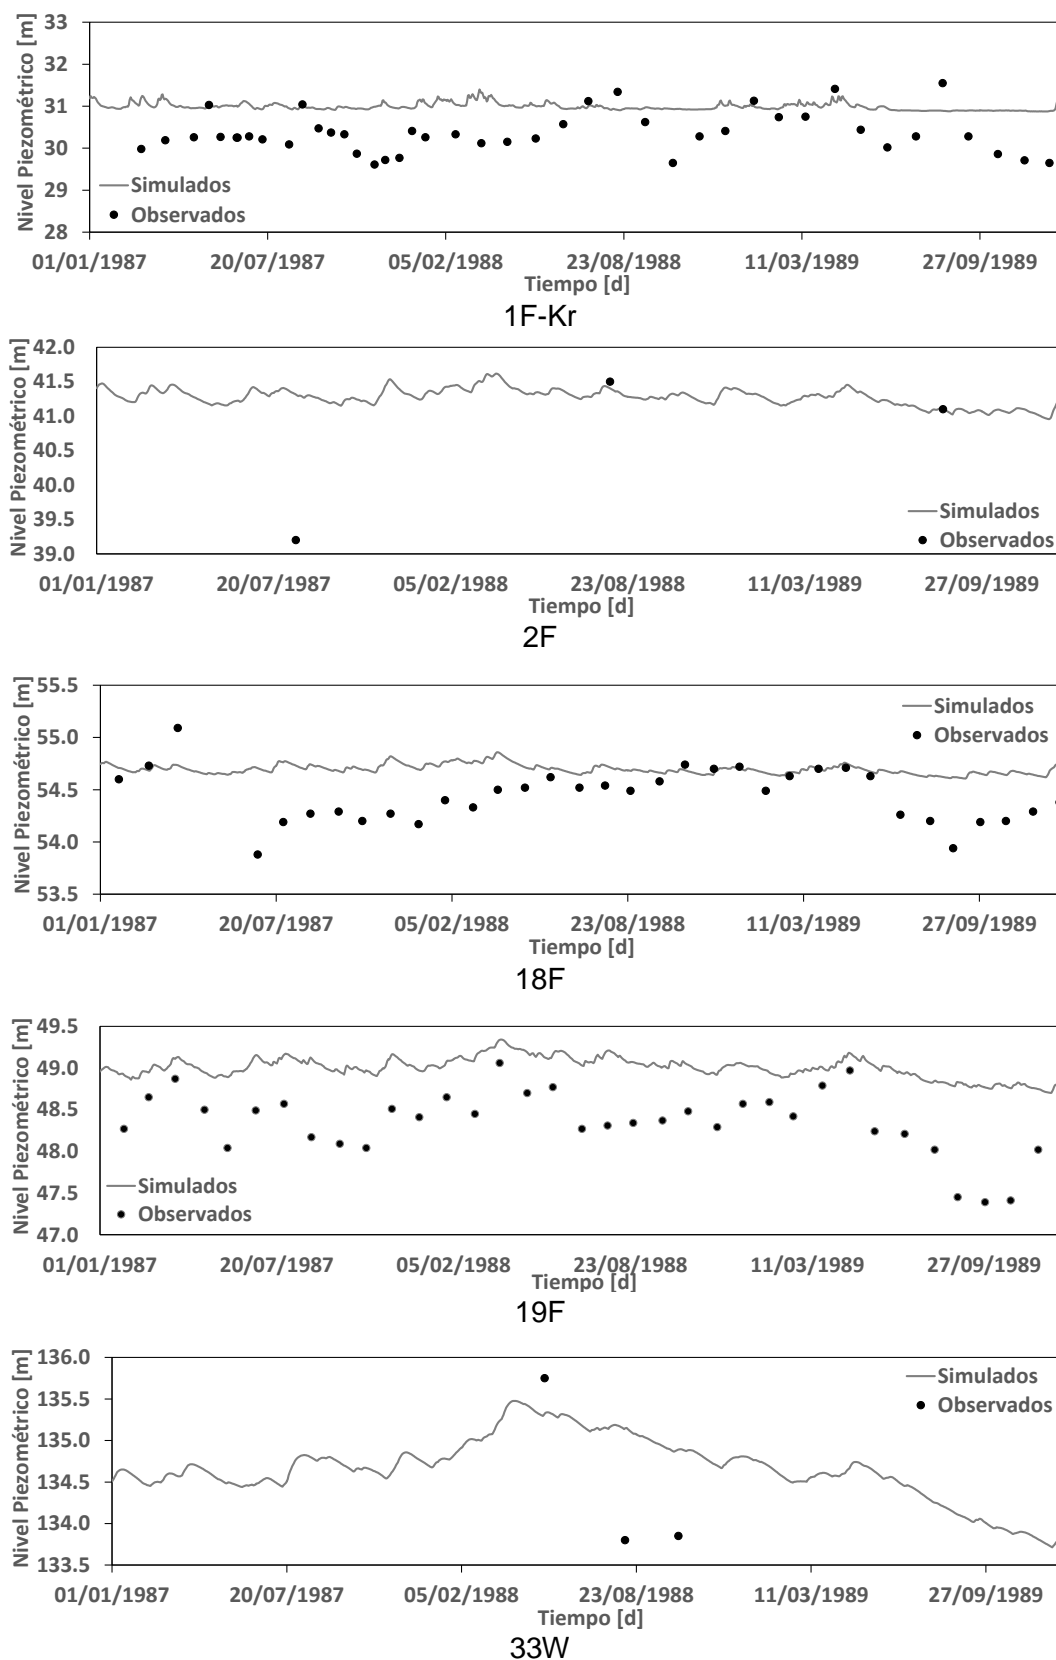 Nivel Piezométrico [m]
33
32
31
30
29
28
Simulados
Observados
01/01/1987 20/07/1987 05/02/1988 23/08/1988 11/03/1989 27/09/1989
Tiempo [d]
1F-Kr
Nivel Piezométrico [m]
42.0
41.5
41.0
40.5
40.0
39.5
39.0
Simulados
Observados
01/01/1987 20/07/1987 05/02/1988 23/08/1988 11/03/1989 27/09/1989
Tiempo [d]
2F
Nivel Piezométrico [m]
55.5
55.0
54.5
54.0
53.5
Simulados
Observados
01/01/1987 20/07/1987 05/02/1988 23/08/1988 11/03/1989 27/09/1989
Tiempo [d]
18F
Nivel Piezométrico [m]
49.5
49.0
48.5
48.0
47.5
47.0
Simulados
Observados
01/01/1987 20/07/1987 05/02/1988 23/08/1988 11/03/1989 27/09/1989
Tiempo [d]
19F
Nivel Piezométrico [m]
136.0
135.5
135.0
134.5
134.0
133.5
Simulados
Observados
01/01/1987 20/07/1987 05/02/1988 23/08/1988 11/03/1989 27/09/1989
Tiempo [d]
33W